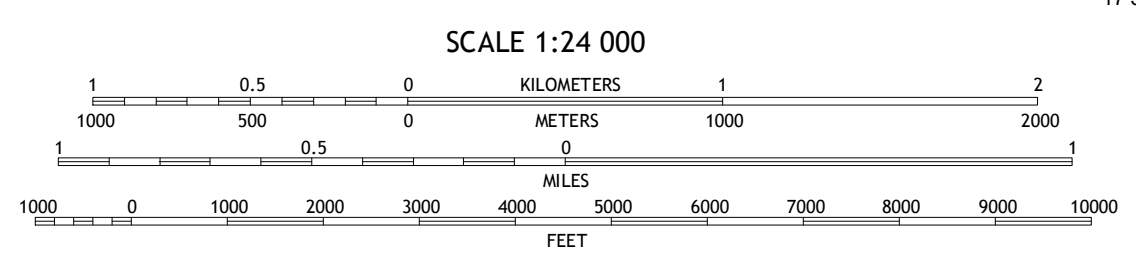 SCALE 1:24 000
1 0.5 0 KILOMETERS 1 2
1000 500 0 METERS 1000 2000
1 0.5 0 1
MILES
1000 0 1000 2000 3000 4000 5000 6000 7000 8000 9000 10000
FEET